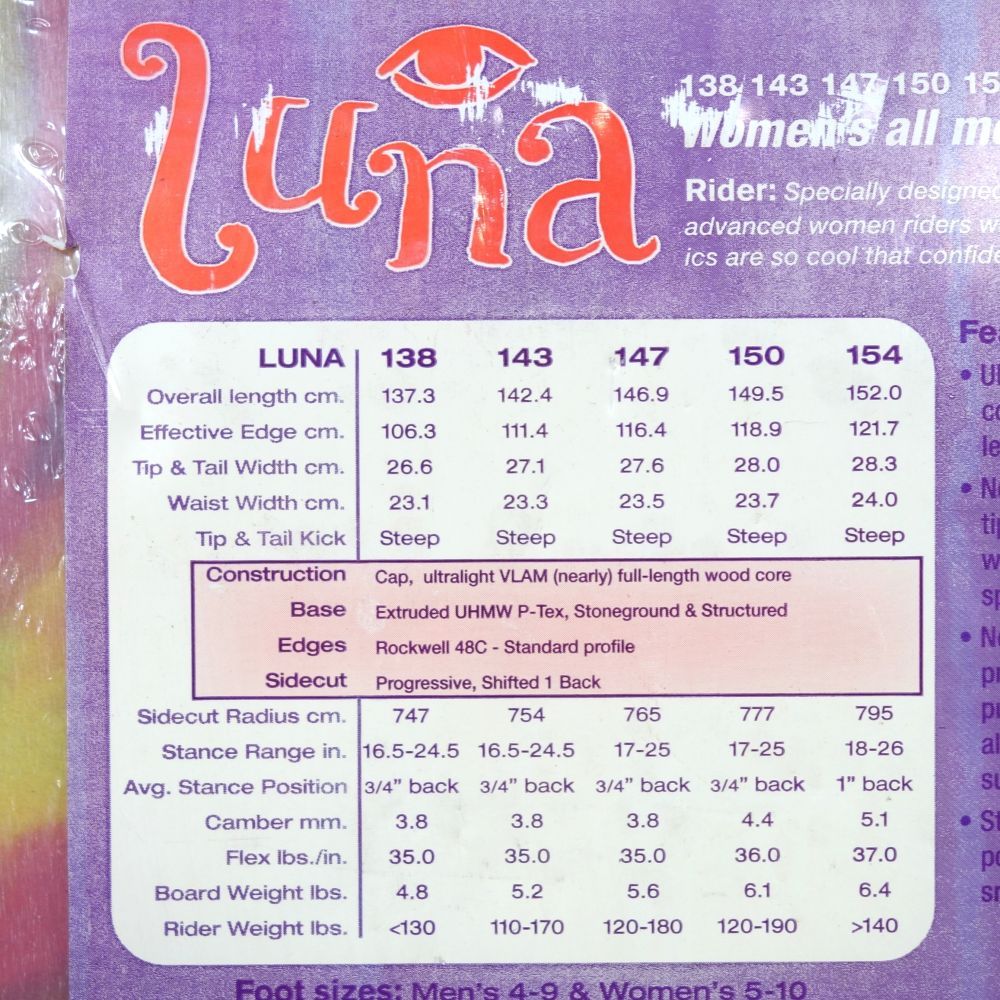 luna
138 143 147 150 15
Women's all m
Rider: Specially designe
advanced women riders w
ics are so cool that confide
LUNA 138 143 147 150 154
Overall length cm. 137.3 142.4 146.9 149.5 152.0
Effective Edge cm. 106.3 111.4 116.4 118.9 121.7
Tip & Tail Width cm. 26.6 27.1 27.6 28.0 28.3
Waist Width cm. 23.1 23.3 23.5 23.7 24.0
Tip & Tail Kick Steep Steep Steep Steep Steep
Construction Cap, ultralight VLAM (nearly) full-length wood core
Base Extruded UHMW P-Tex, Stoneground & Structured
Edges Rockwell 48C - Standard profile
Sidecut Progressive, Shifted 1 Back
Sidecut Radius cm. 747 754 765 777 795
Stance Range in. 16.5-24.5 16.5-24.5 17-25 17-25 18-26
Avg. Stance Position 3/4" back 3/4" back 3/4" back 3/4" back 1" back
Camber mm. 3.8 3.8 3.8 4.4 5.1
Flex lbs./in. 35.0 35.0 35.0 36.0 37.0
Board Weight lbs. 4.8 5.2 5.6 6.1 6.4
Rider Weight lbs. <130 110-170 120-180 120-190 >140
Foot sizes: Men's 4-9 & Women's 5-10